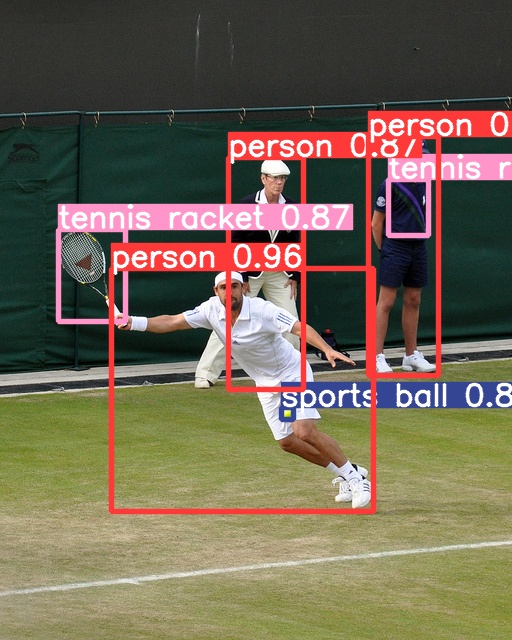 person 0
person 0.87
tennis r
tennis racket 0.87
person 0.96
sports ball 0.8